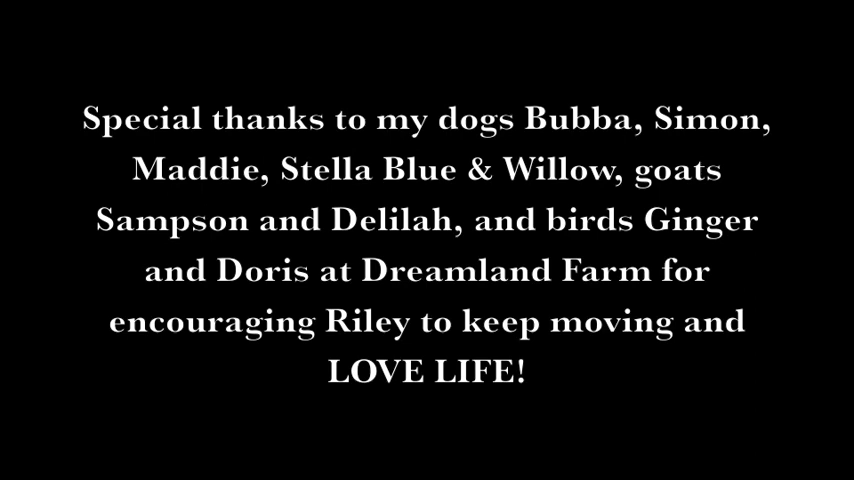 Special thanks to my dogs Bubba, Simon,
Maddie, Stella Blue & Willow, goats
Sampson and Delilah, and birds Ginger
and Doris at Dreamland Farm for
encouraging Riley to keep moving and
LOVE LIFE!